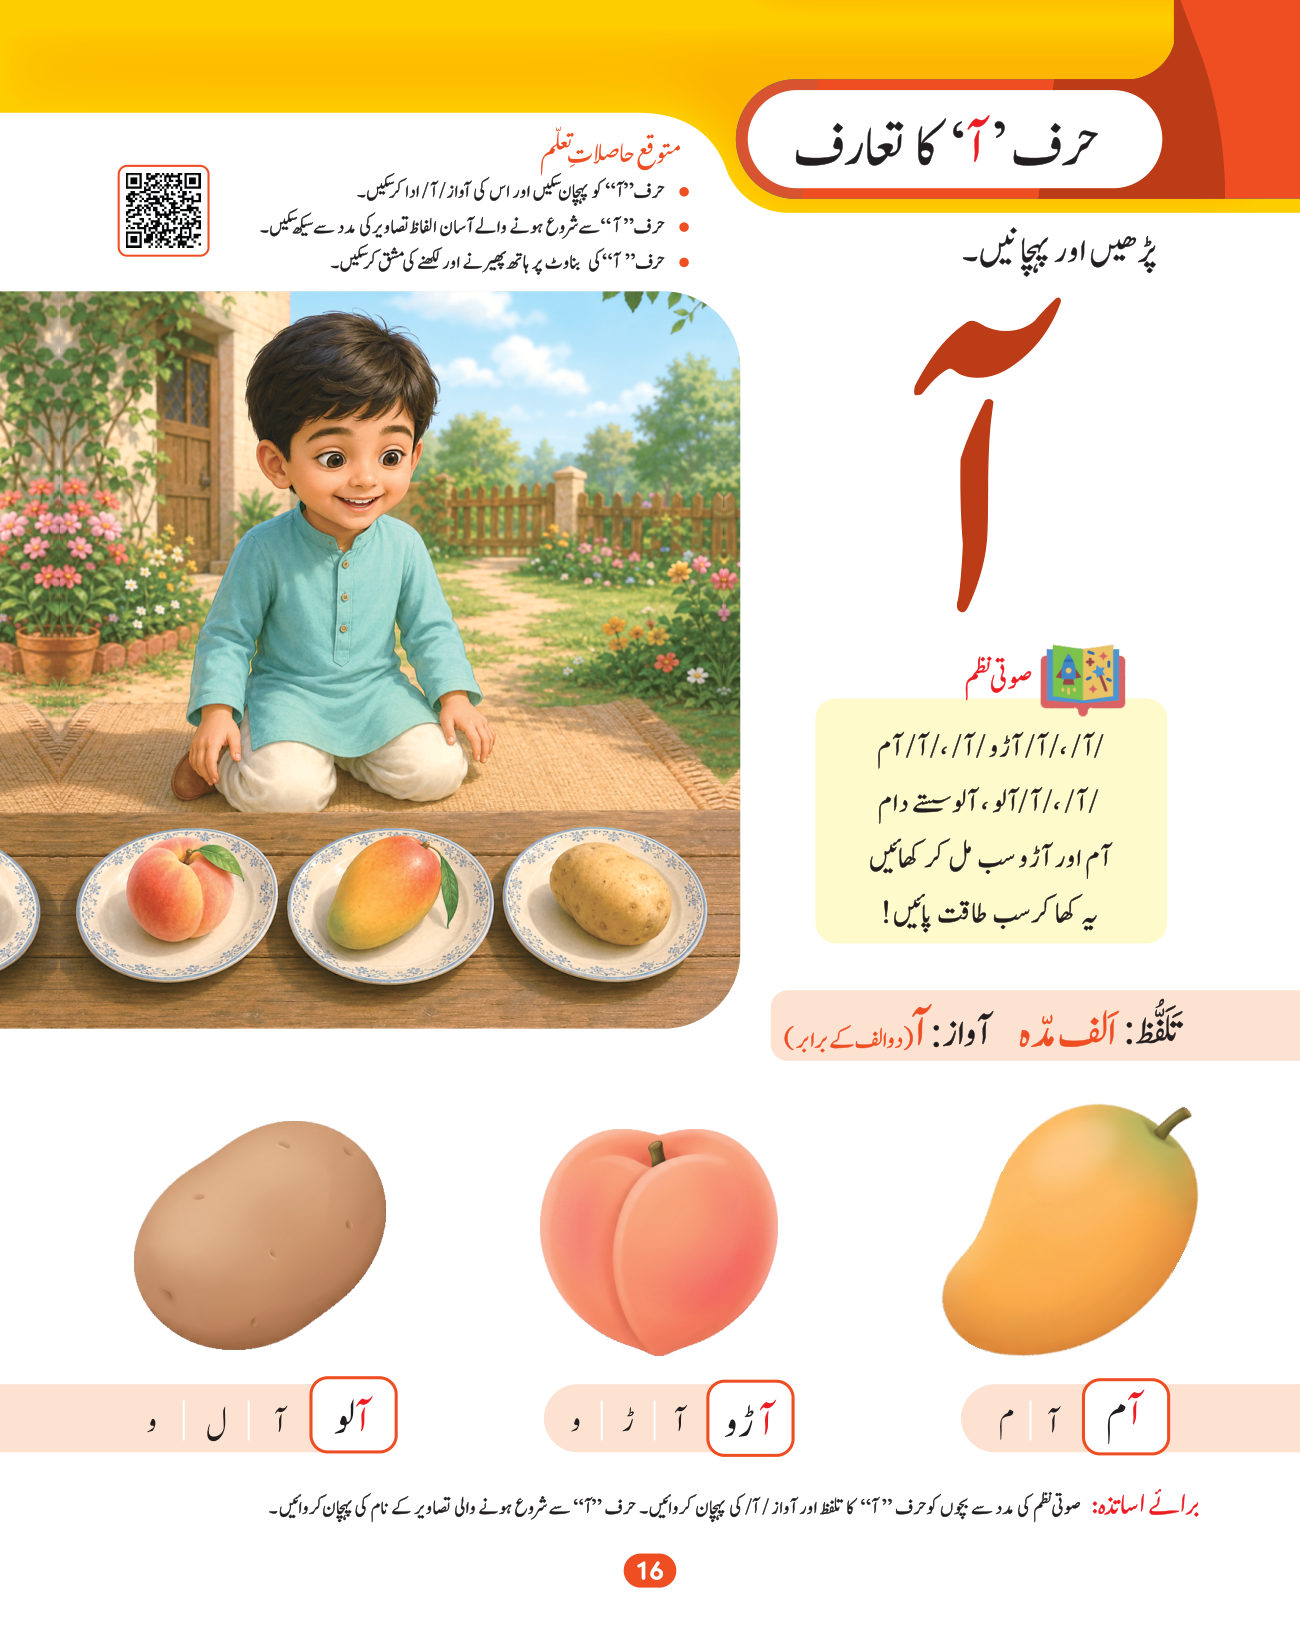 حرف ’آ‘ کا تعارف
متوقع حاصلاتِ تعلّم
حرف”آ“ کو پہچان سکیں اور اس کی آواز /آ/ ادا کرسکیں۔
حرف” آ “سے شروع ہونے والے آسان الفاظ تصاویر کی مدد سے سیکھ سکیں۔
حرف” آ“کی بناوٹ پر ہاتھ پھیرنے اور لکھنے کی مشق کرسکیں۔
پڑھیں اور پہچانیں۔
آ
صوتی نظم
/آ/ ،/آ/ آڑو /آ/ ،/آ/ آم
/آ/ ،/آ/آلو ، آلو سستے دام
آم اور آڑو سب مل کر کھائیں
یہ کھا کر سب طاقت پائیں!
تَلَفُّظ: اَلف مدّہ آواز: آ (دوالف کے برابر)
آم آ م
آڑو آ ڑ و
آلو آ ل و
برائے اساتذہ: صوتی نظم کی مدد سے بچوں کو حرف ”آ“ کا تلفظ اور آواز /آ/ کی پہچان کروائیں۔ حرف ”آ“ سے شروع ہونے والی تصاویر کے نام کی پہچان کروائیں۔
16